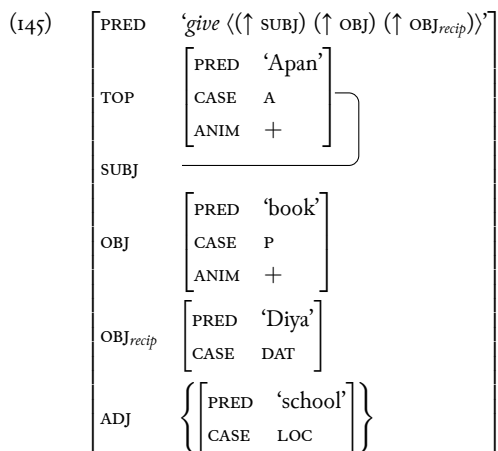 (145) PRED ‘give ⟨(↑ SUBJ) (↑ OBJ) (↑ OBJrecip)⟩’
PRED ‘Apan’
TOP CASE A
ANIM +
SUBJ
PRED ‘book’
OBJ CASE P
ANIM +
OBJrecip PRED ‘Diya’
CASE DAT
ADJ { PRED ‘school’ }
CASE LOC